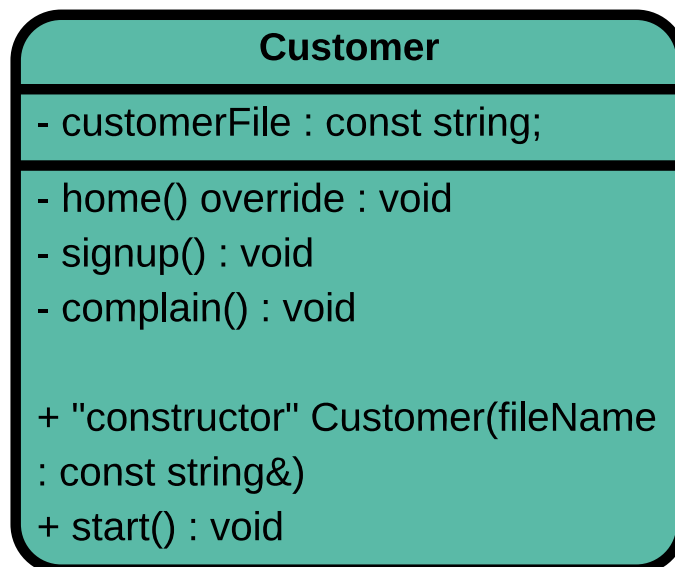 Customer
- customerFile : const string;
- home() override : void
- signup() : void
- complain() : void
+ "constructor" Customer(fileName
: const string&)
+ start() : void